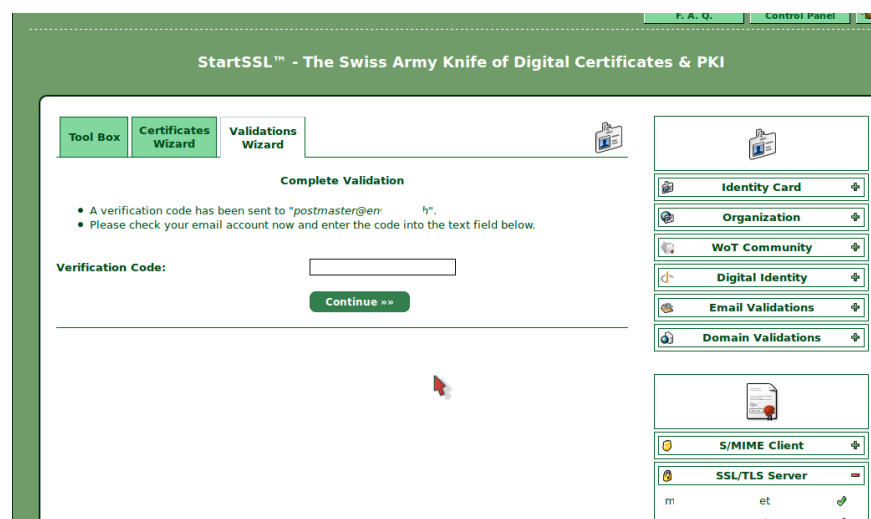 F. A. Q.
Control Panel
StartSSL™ - The Swiss Army Knife of Digital Certificates & PKI
Tool Box
Certificates
Wizard
Validations
Wizard
Complete Validation
A verification code has been sent to "postmaster@en h".
Please check your email account now and enter the code into the text field below.
Verification Code:
Continue »»
Identity Card
Organization
WoT Community
Digital Identity
Email Validations
Domain Validations
S/MIME Client
SSL/TLS Server
m et